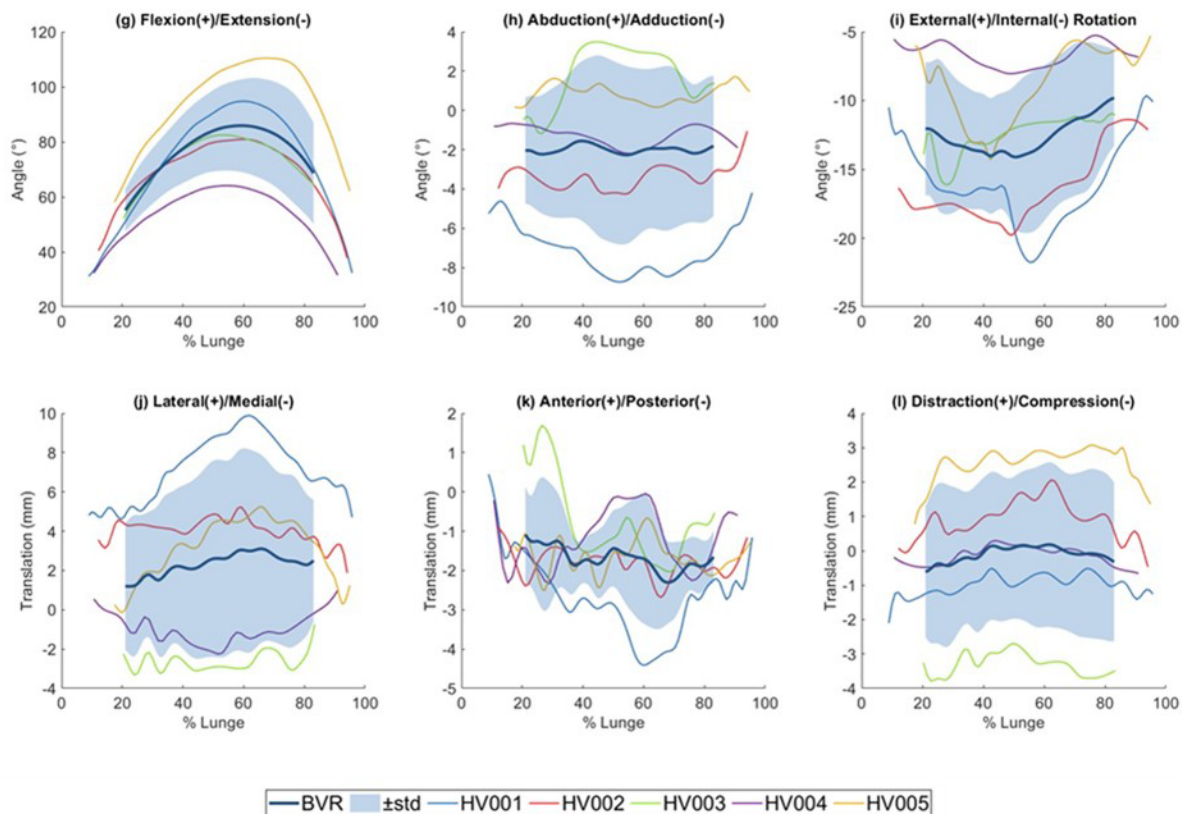 (g) Flexion(+)/Extension(-)
120
100
80
60
40
20
Angle (°)
0 20 40 60 80 100
% Lunge
(h) Abduction(+)/Adduction(-)
4
2
0
-2
-4
-6
-8
-10
Angle (°)
0 20 40 60 80 100
% Lunge
(i) External(+)/Internal(-) Rotation
-5
-10
-15
-20
-25
Angle (°)
0 20 40 60 80 100
% Lunge
(j) Lateral(+)/Medial(-)
10
8
6
4
2
0
-2
-4
Translation (mm)
0 20 40 60 80 100
% Lunge
(k) Anterior(+)/Posterior(-)
2
1
0
-1
-2
-3
-4
-5
Translation (mm)
0 20 40 60 80 100
% Lunge
(l) Distraction(+)/Compression(-)
4
3
2
1
0
-1
-2
-3
-4
Translation (mm)
0 20 40 60 80 100
% Lunge
BVR ±std HV001 HV002 HV003 HV004 HV005